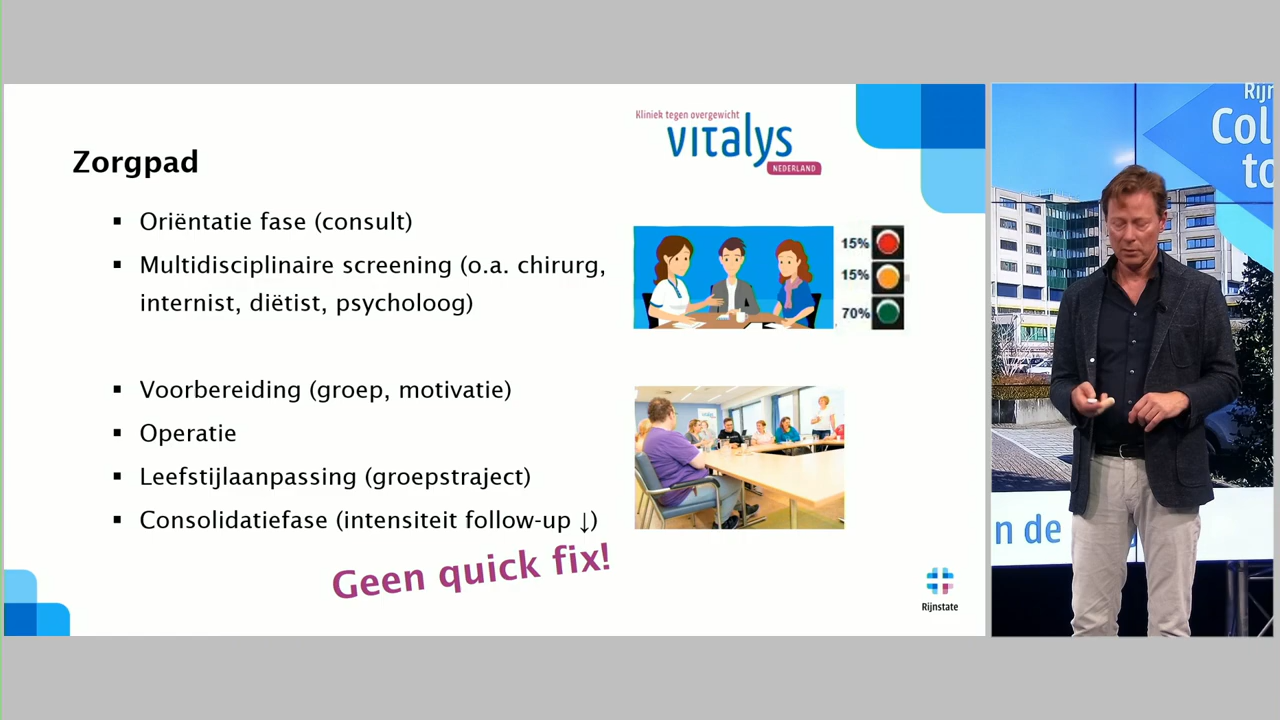 Zorgpad
Kliniek tegen overgewicht
vitalys
NEDERLAND
▪ Oriëntatie fase (consult)
▪ Multidisciplinaire screening (o.a. chirurg,
internist, diëtist, psycholoog)
15%
15%
70%
▪ Voorbereiding (groep, motivatie)
▪ Operatie
▪ Leefstijlaanpassing (groepstraject)
▪ Consolidatiefase (intensiteit follow-up ↓)
Geen quick fix!
Rijnstate
Rijn
Col
to
n de